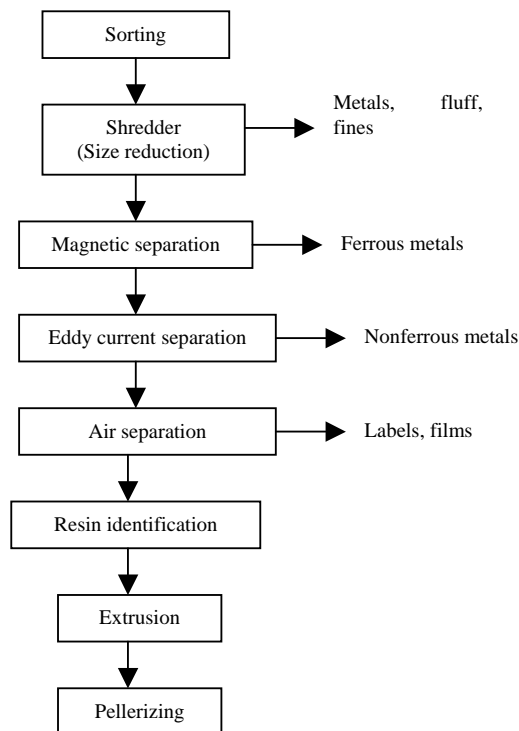 Sorting
Shredder
(Size reduction)
Metals, fluff,
fines
Magnetic separation
Ferrous metals
Eddy current separation
Nonferrous metals
Air separation
Labels, films
Resin identification
Extrusion
Pellerizing